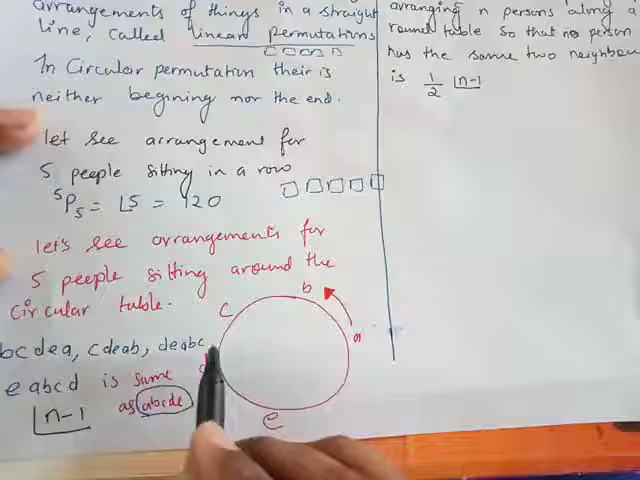 arrangements of things in a straight
line, called linear permutations
In Circular permutation their is
neither begining nor the end.
let see arrangement for
5 peeple sitting in a row
⁵P₅ = ⌊5 = 120
let's see arrangements for
5 peeple sitting around the
circular table.
bcdea, cdeab, deabc
eabcd is same
as abcde
⌊n-1
a
b
c
e
arranging n persons along a
round table so that no person
has the same two neighbour
is 1/2 ⌊n-1